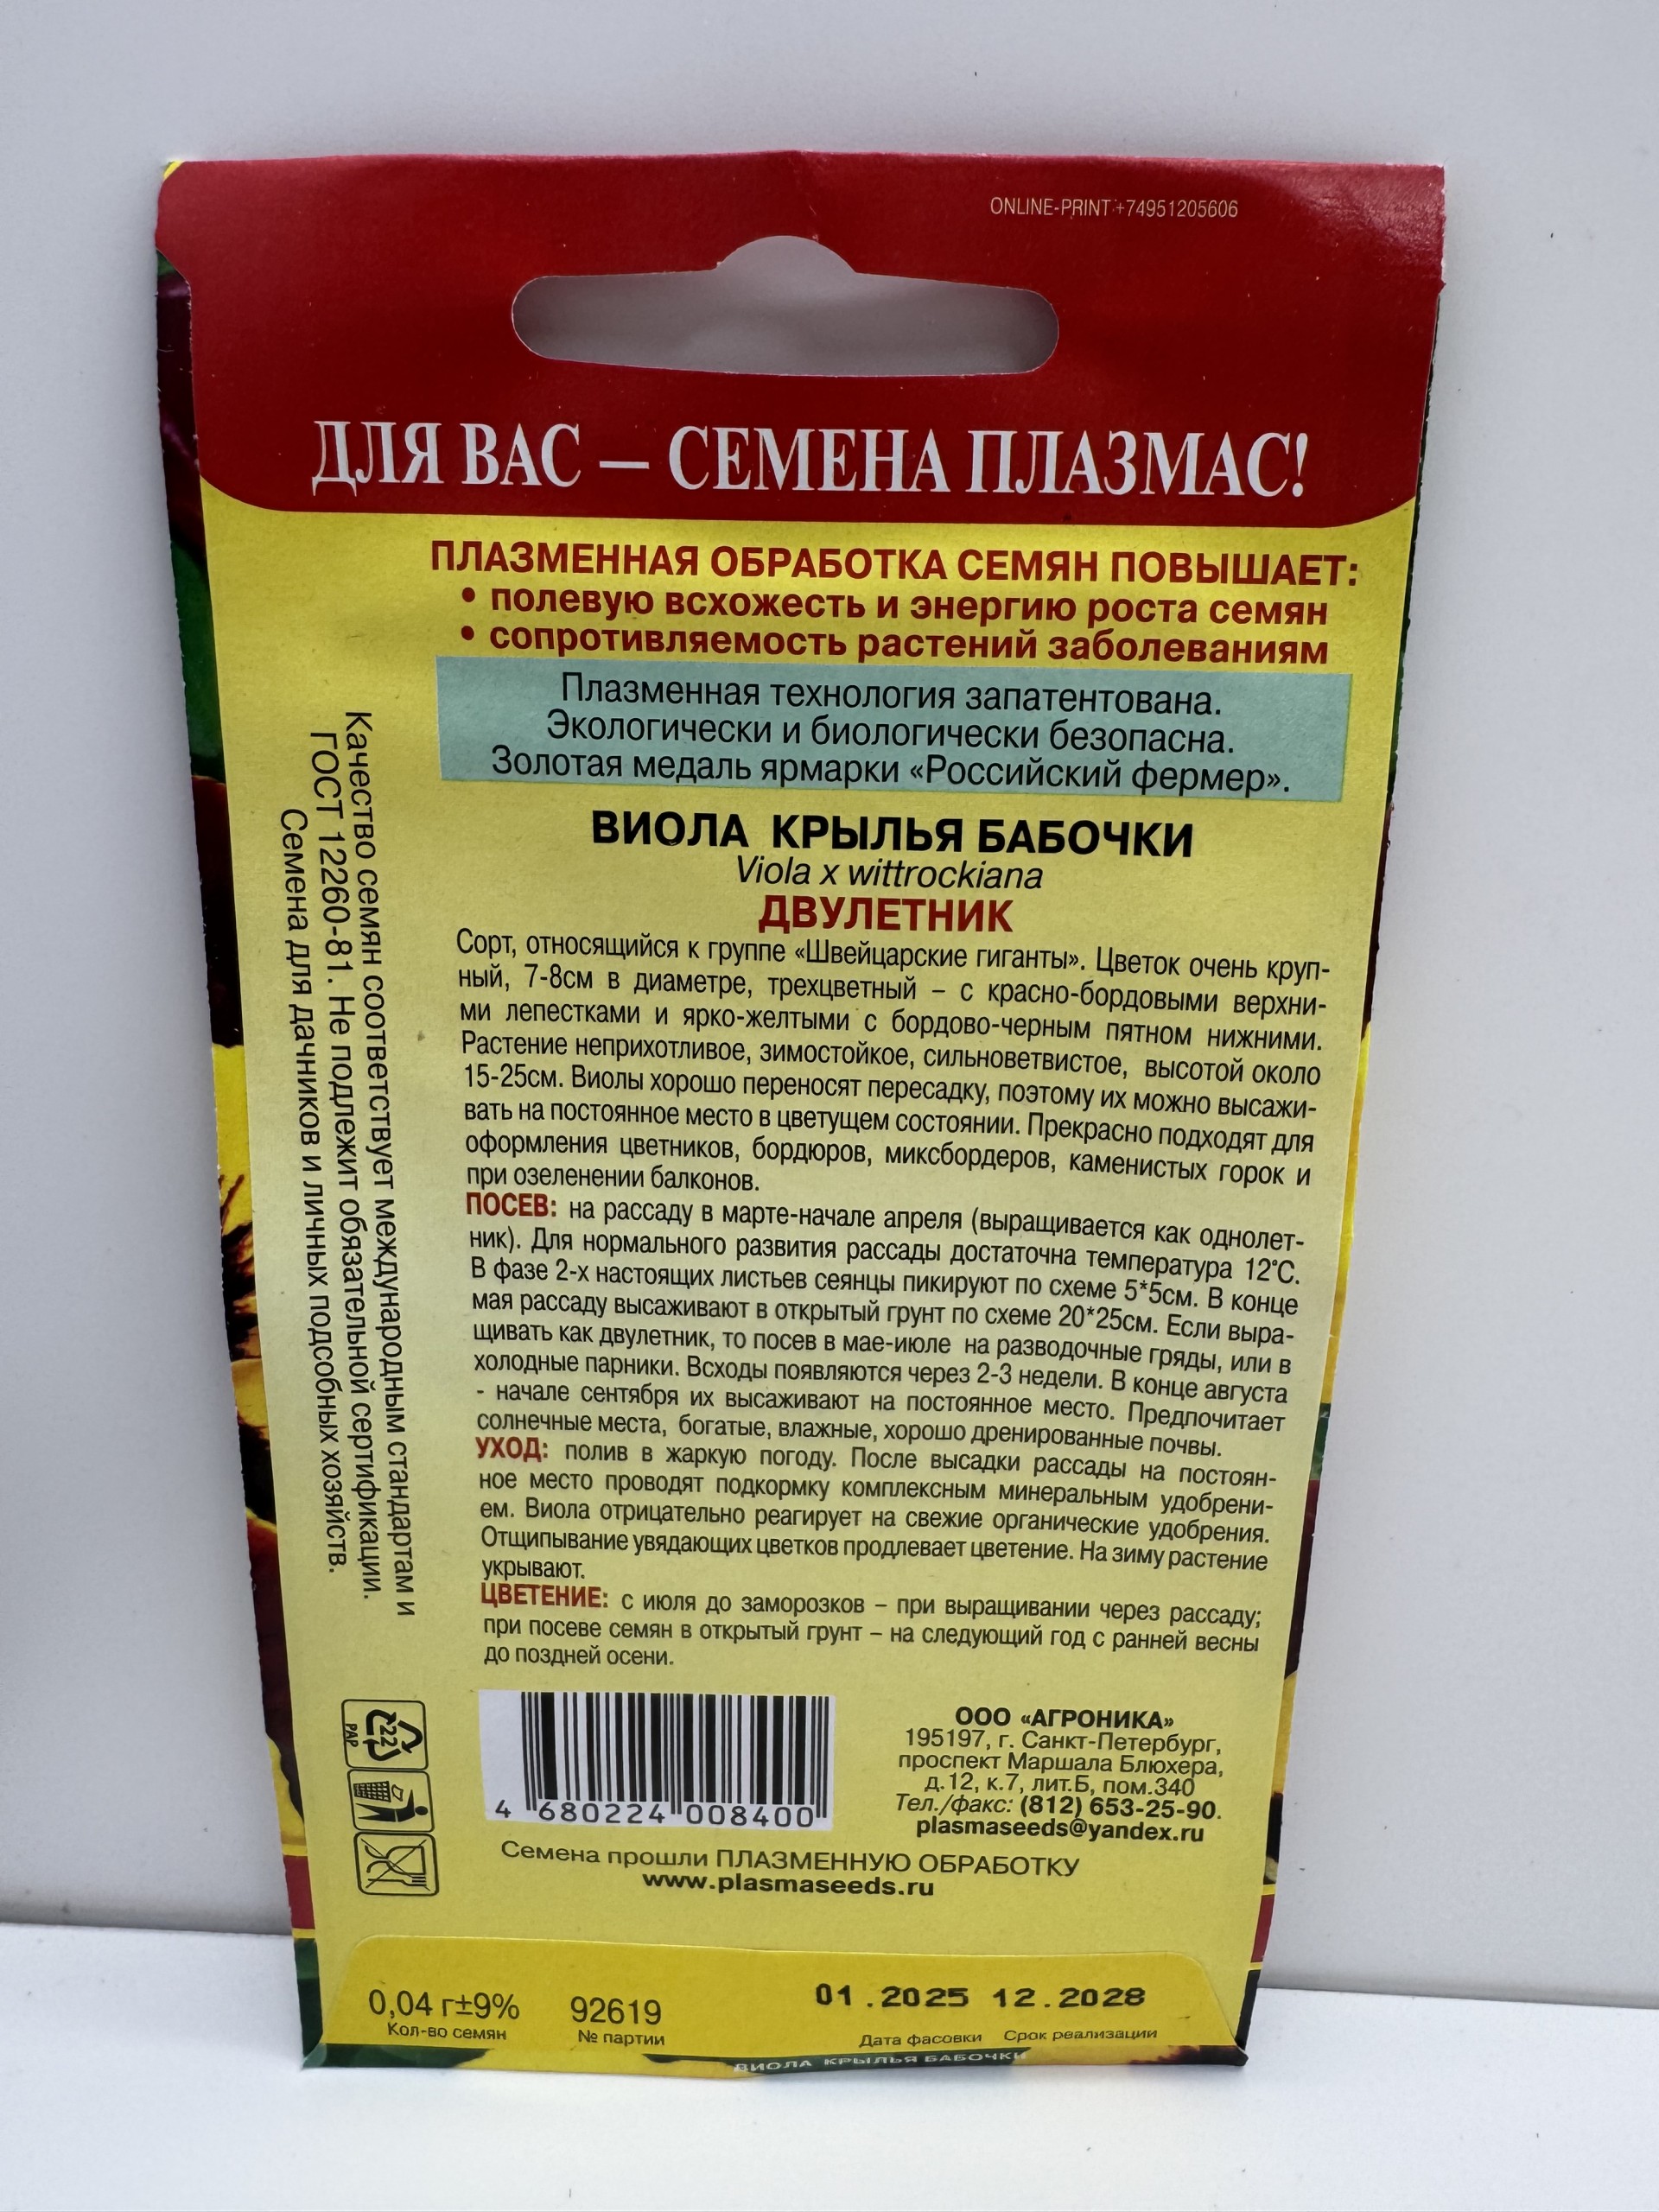 ONLINE-PRINT +74951205606
ДЛЯ ВАС – СЕМЕНА ПЛАЗМАС!
ПЛАЗМЕННАЯ ОБРАБОТКА СЕМЯН ПОВЫШАЕТ:
• полевую всхожесть и энергию роста семян
• сопротивляемость растений заболеваниям
Плазменная технология запатентована.
Экологически и биологически безопасна.
Золотая медаль ярмарки «Российский фермер».
ВИОЛА КРЫЛЬЯ БАБОЧКИ
Viola x wittrockiana
ДВУЛЕТНИК
Сорт, относящийся к группе «Швейцарские гиганты». Цветок очень круп-
ный, 7-8см в диаметре, трехцветный – с красно-бордовыми верхни-
ми лепестками и ярко-желтыми с бордово-черным пятном нижними.
Растение неприхотливое, зимостойкое, сильноветвистое, высотой около
15-25см. Виолы хорошо переносят пересадку, поэтому их можно высажи-
вать на постоянное место в цветущем состоянии. Прекрасно подходят для
оформления цветников, бордюров, миксбордеров, каменистых горок и
при озеленении балконов.
ПОСЕВ: на рассаду в марте-начале апреля (выращивается как однолет-
ник). Для нормального развития рассады достаточна температура 12°С.
В фазе 2-х настоящих листьев сеянцы пикируют по схеме 5*5см. В конце
мая рассаду высаживают в открытый грунт по схеме 20*25см. Если выра-
щивать как двулетник, то посев в мае-июле на разводочные гряды, или в
холодные парники. Всходы появляются через 2-3 недели. В конце августа
- начале сентября их высаживают на постоянное место. Предпочитает
солнечные места, богатые, влажные, хорошо дренированные почвы.
УХОД: полив в жаркую погоду. После высадки рассады на постоян-
ное место проводят подкормку комплексным минеральным удобрени-
ем. Виола отрицательно реагирует на свежие органические удобрения.
Отщипывание увядающих цветков продлевает цветение. На зиму растение
укрывают.
ЦВЕТЕНИЕ: с июля до заморозков – при выращивании через рассаду;
при посеве семян в открытый грунт – на следующий год с ранней весны
до поздней осени.
Качество семян соответствует международным стандартам и
ГОСТ 12260-81. Не подлежит обязательной сертификации.
Семена для дачников и личных подсобных хозяйств.
22
PAP
4 680224 008400
ООО «АГРОНИКА»
195197, г. Санкт-Петербург,
проспект Маршала Блюхера,
д.12, к.7, лит.Б, пом.340
Тел./факс: (812) 653-25-90.
plasmaseeds@yandex.ru
Семена прошли ПЛАЗМЕННУЮ ОБРАБОТКУ
www.plasmaseeds.ru
0,04 г±9% 92619 01.2025 12.2028
Кол-во семян № партии Дата фасовки Срок реализации
ВИОЛА КРЫЛЬЯ БАБОЧКИ